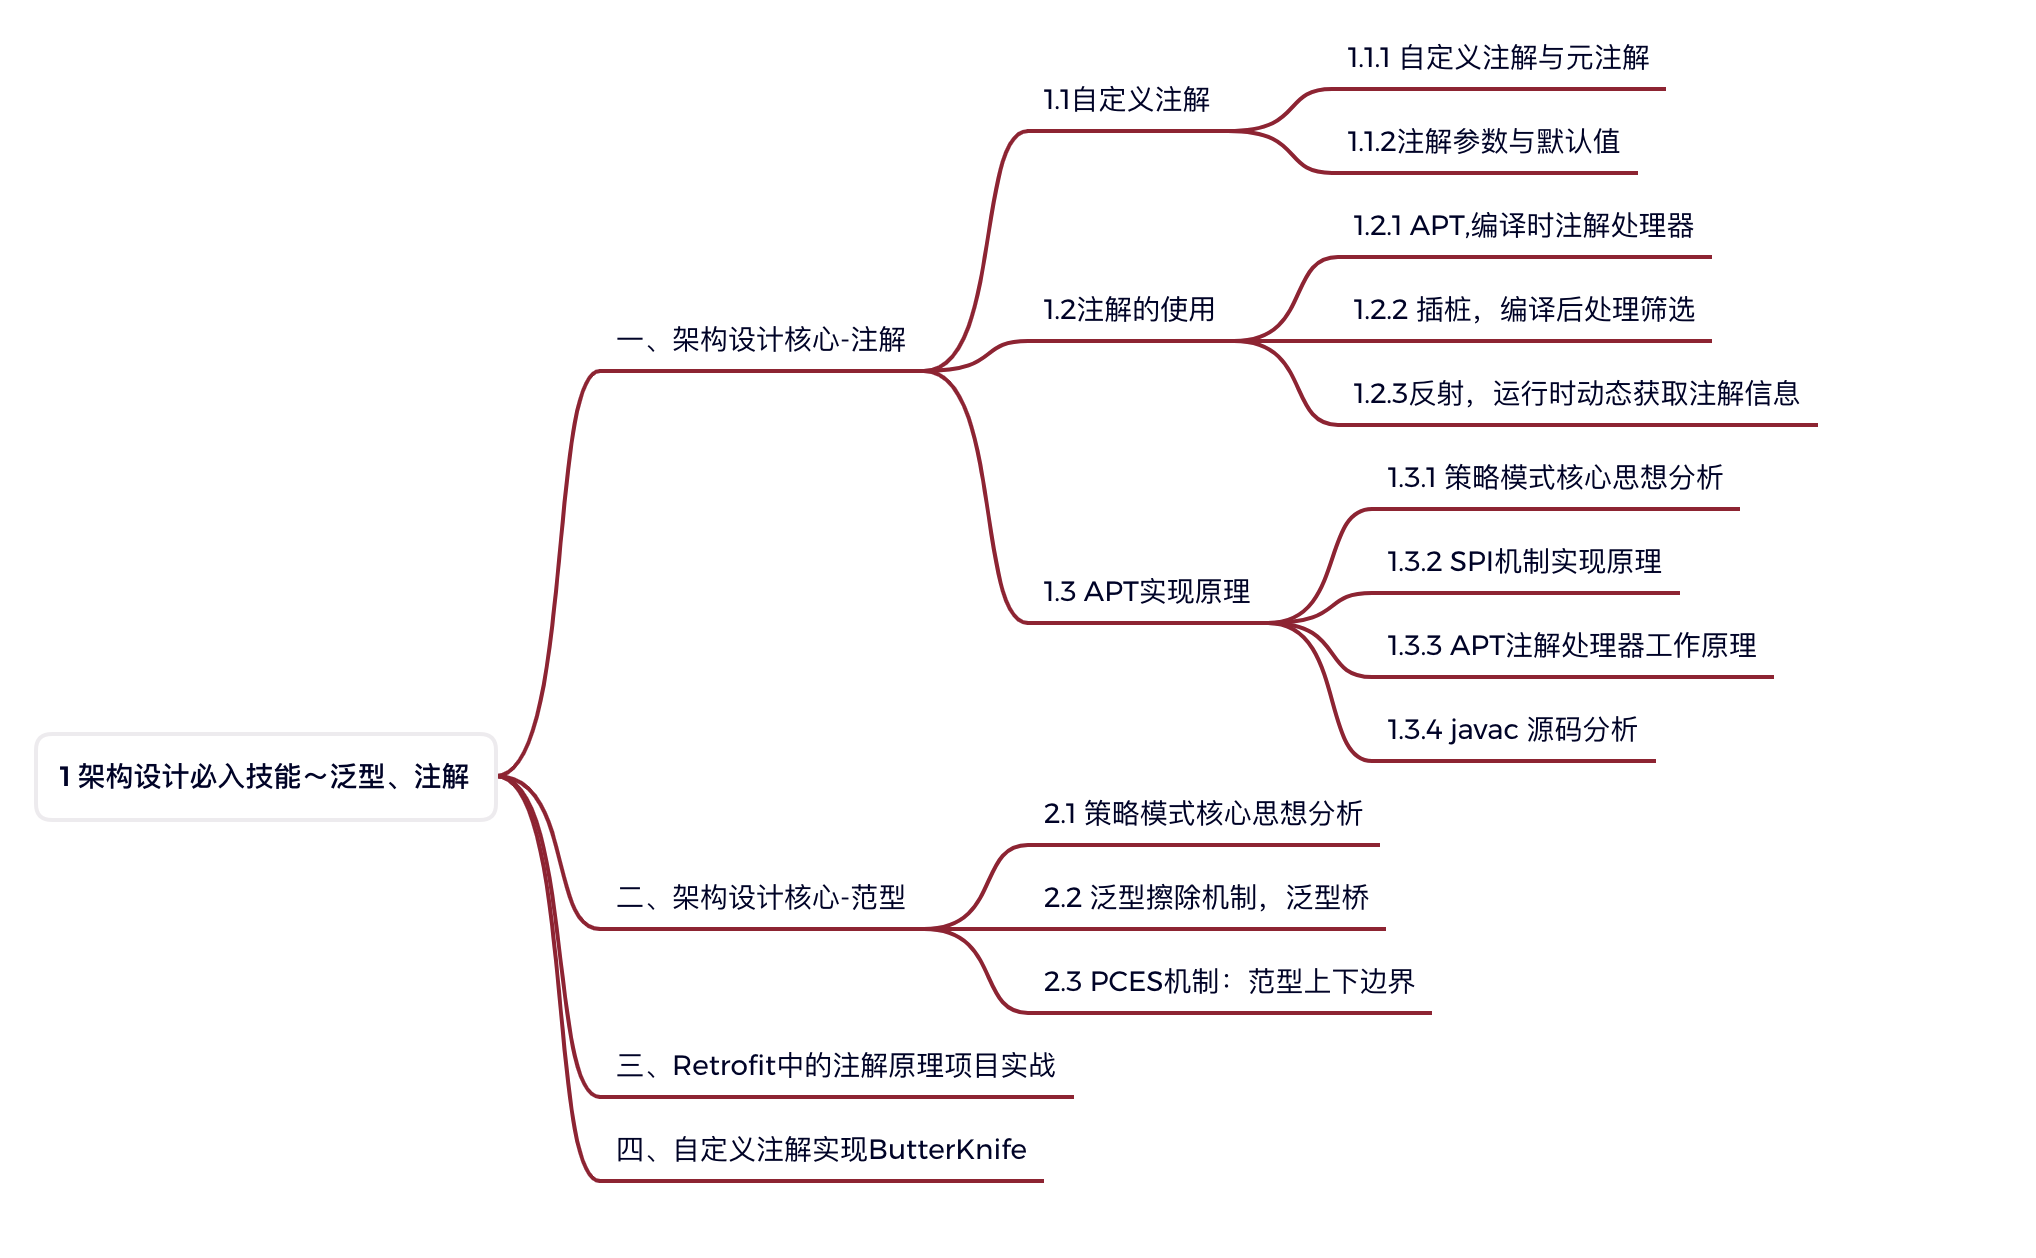 1 架构设计必入技能～泛型、注解
一、架构设计核心-注解
1.1自定义注解
1.1.1 自定义注解与元注解
1.1.2注解参数与默认值
1.2注解的使用
1.2.1 APT,编译时注解处理器
1.2.2 插桩，编译后处理筛选
1.2.3反射，运行时动态获取注解信息
1.3 APT实现原理
1.3.1 策略模式核心思想分析
1.3.2 SPI机制实现原理
1.3.3 APT注解处理器工作原理
1.3.4 javac 源码分析
二、架构设计核心-范型
2.1 策略模式核心思想分析
2.2 泛型擦除机制，泛型桥
2.3 PCES机制：范型上下边界
三、Retrofit中的注解原理项目实战
四、自定义注解实现ButterKnife